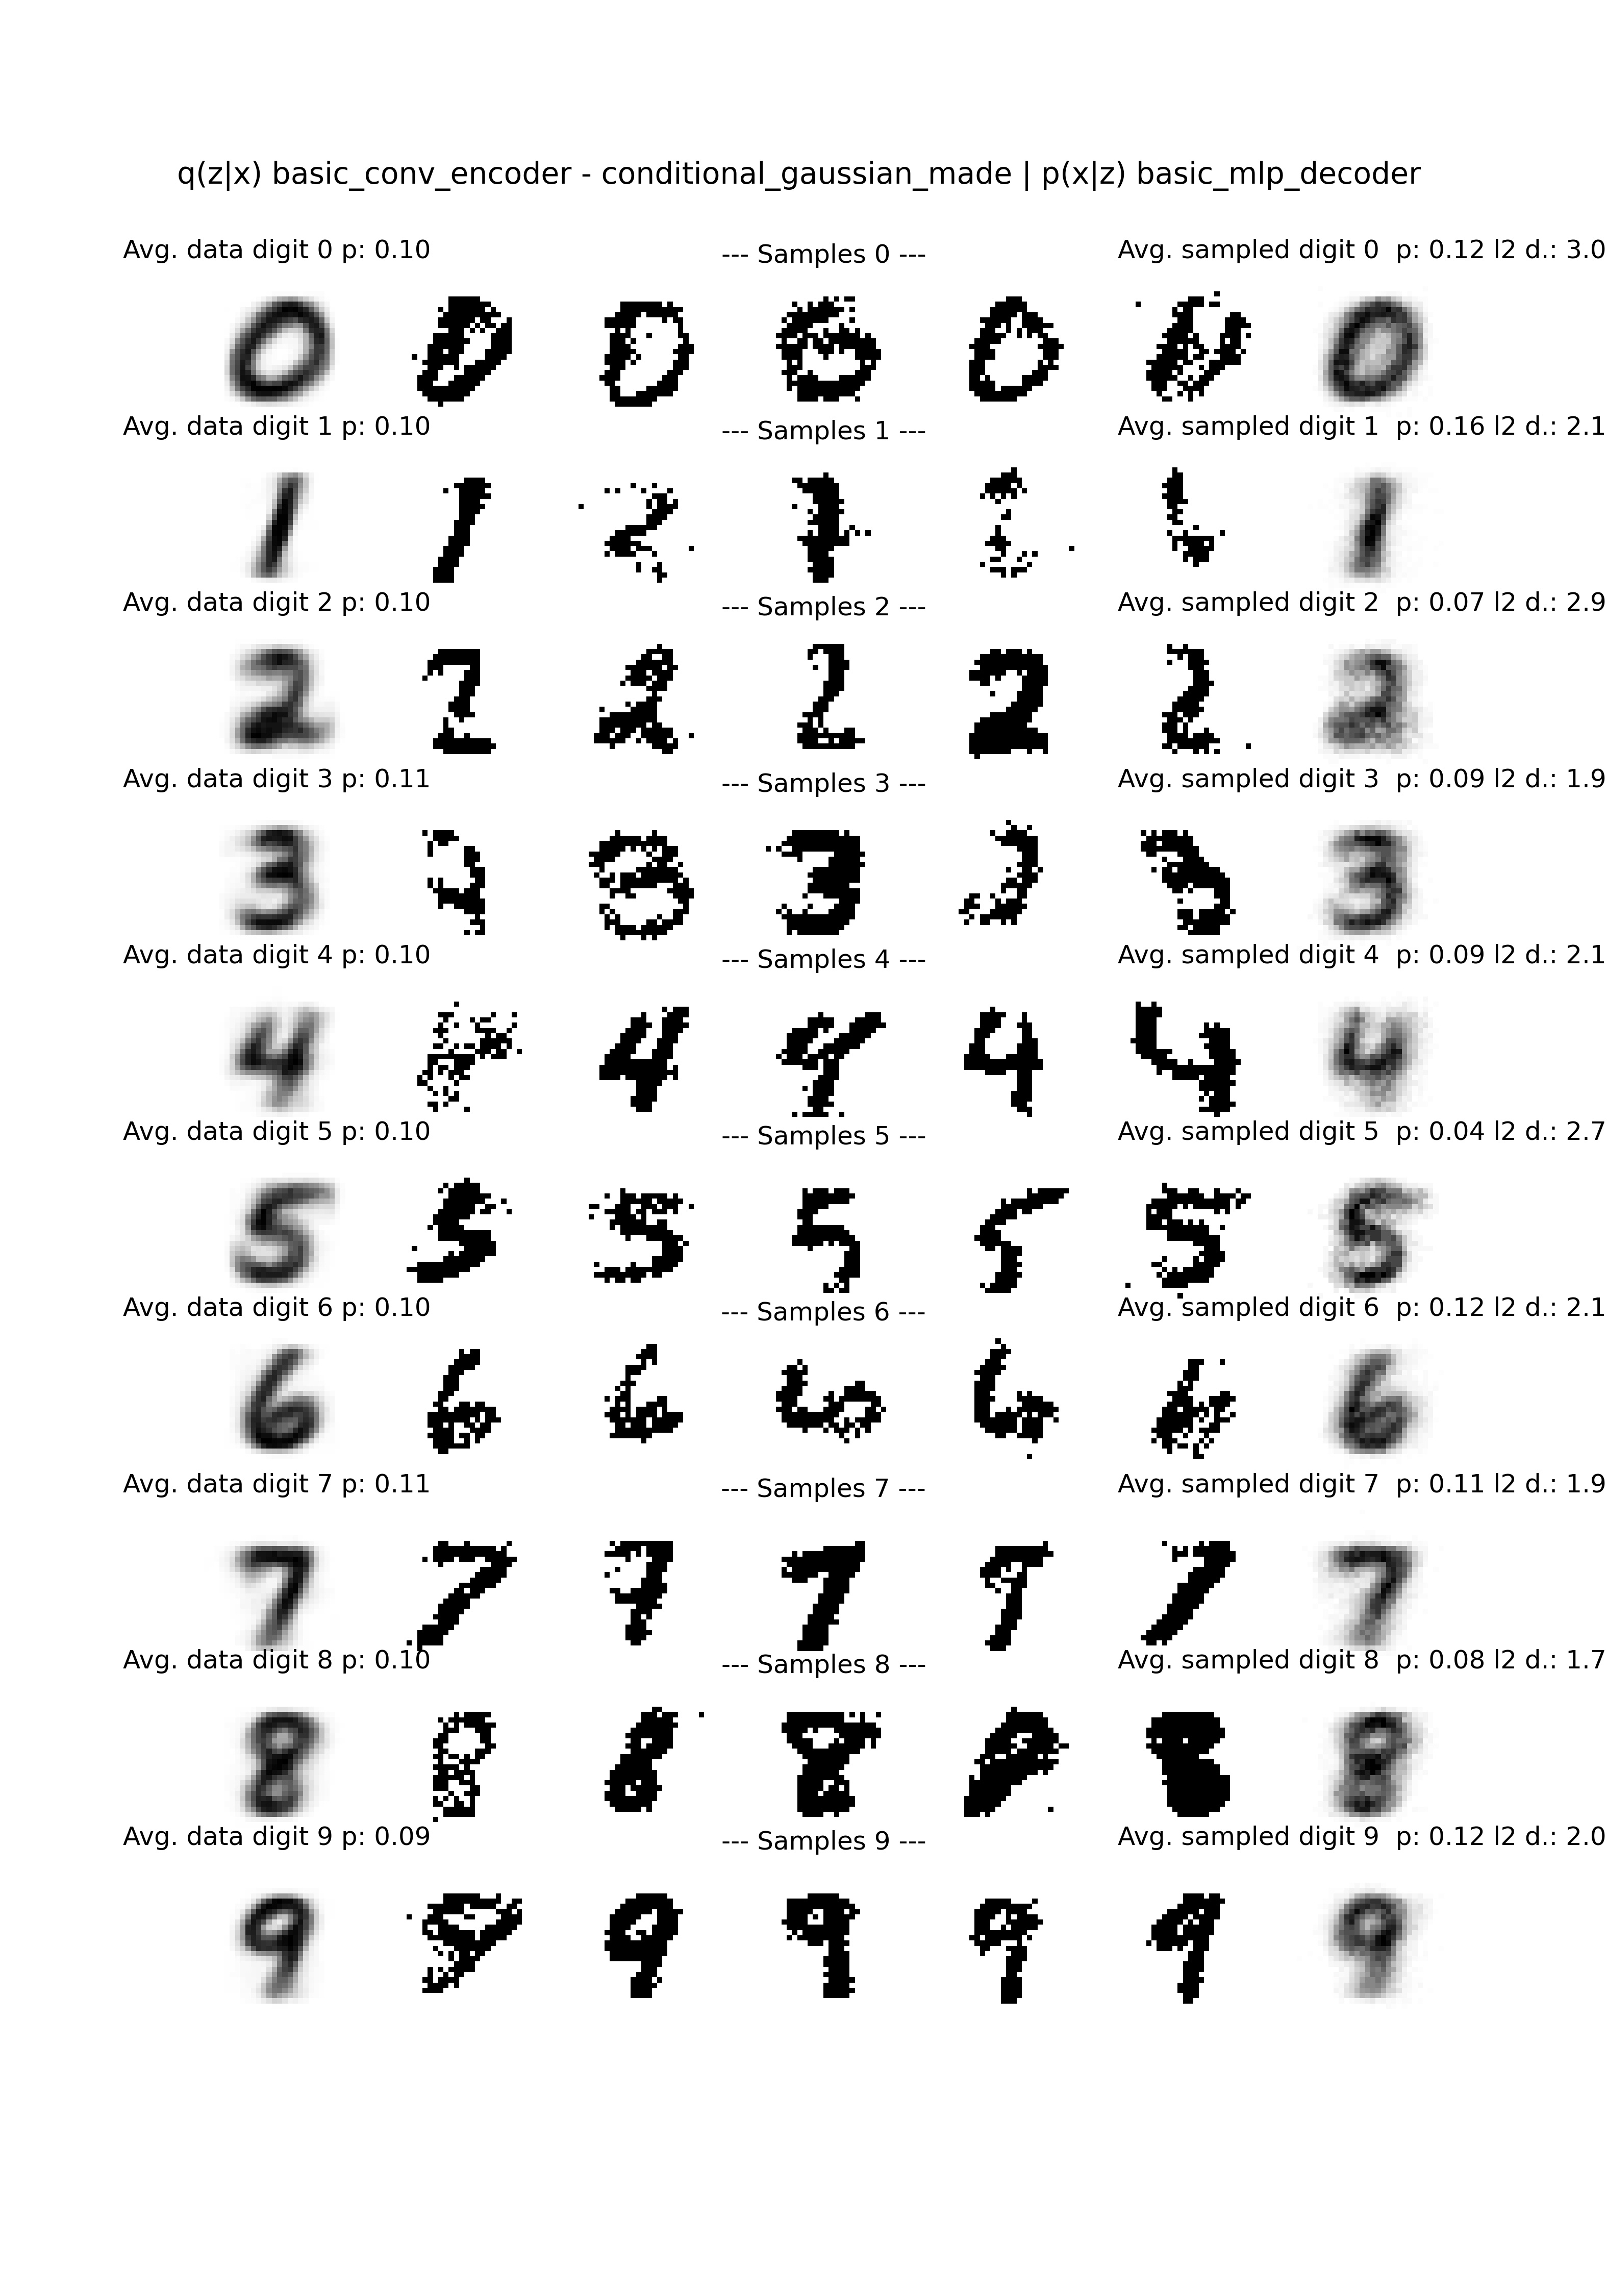 q(z|x) basic_conv_encoder - conditional_gaussian_made | p(x|z) basic_mlp_decoder
Avg. data digit 0 p: 0.10 --- Samples 0 --- Avg. sampled digit 0  p: 0.12 l2 d.: 3.0
Avg. data digit 1 p: 0.10 --- Samples 1 --- Avg. sampled digit 1  p: 0.16 l2 d.: 2.1
Avg. data digit 2 p: 0.10 --- Samples 2 --- Avg. sampled digit 2  p: 0.07 l2 d.: 2.9
Avg. data digit 3 p: 0.11 --- Samples 3 --- Avg. sampled digit 3  p: 0.09 l2 d.: 1.9
Avg. data digit 4 p: 0.10 --- Samples 4 --- Avg. sampled digit 4  p: 0.09 l2 d.: 2.1
Avg. data digit 5 p: 0.10 --- Samples 5 --- Avg. sampled digit 5  p: 0.04 l2 d.: 2.7
Avg. data digit 6 p: 0.10 --- Samples 6 --- Avg. sampled digit 6  p: 0.12 l2 d.: 2.1
Avg. data digit 7 p: 0.11 --- Samples 7 --- Avg. sampled digit 7  p: 0.11 l2 d.: 1.9
Avg. data digit 8 p: 0.10 --- Samples 8 --- Avg. sampled digit 8  p: 0.08 l2 d.: 1.7
Avg. data digit 9 p: 0.09 --- Samples 9 --- Avg. sampled digit 9  p: 0.12 l2 d.: 2.0